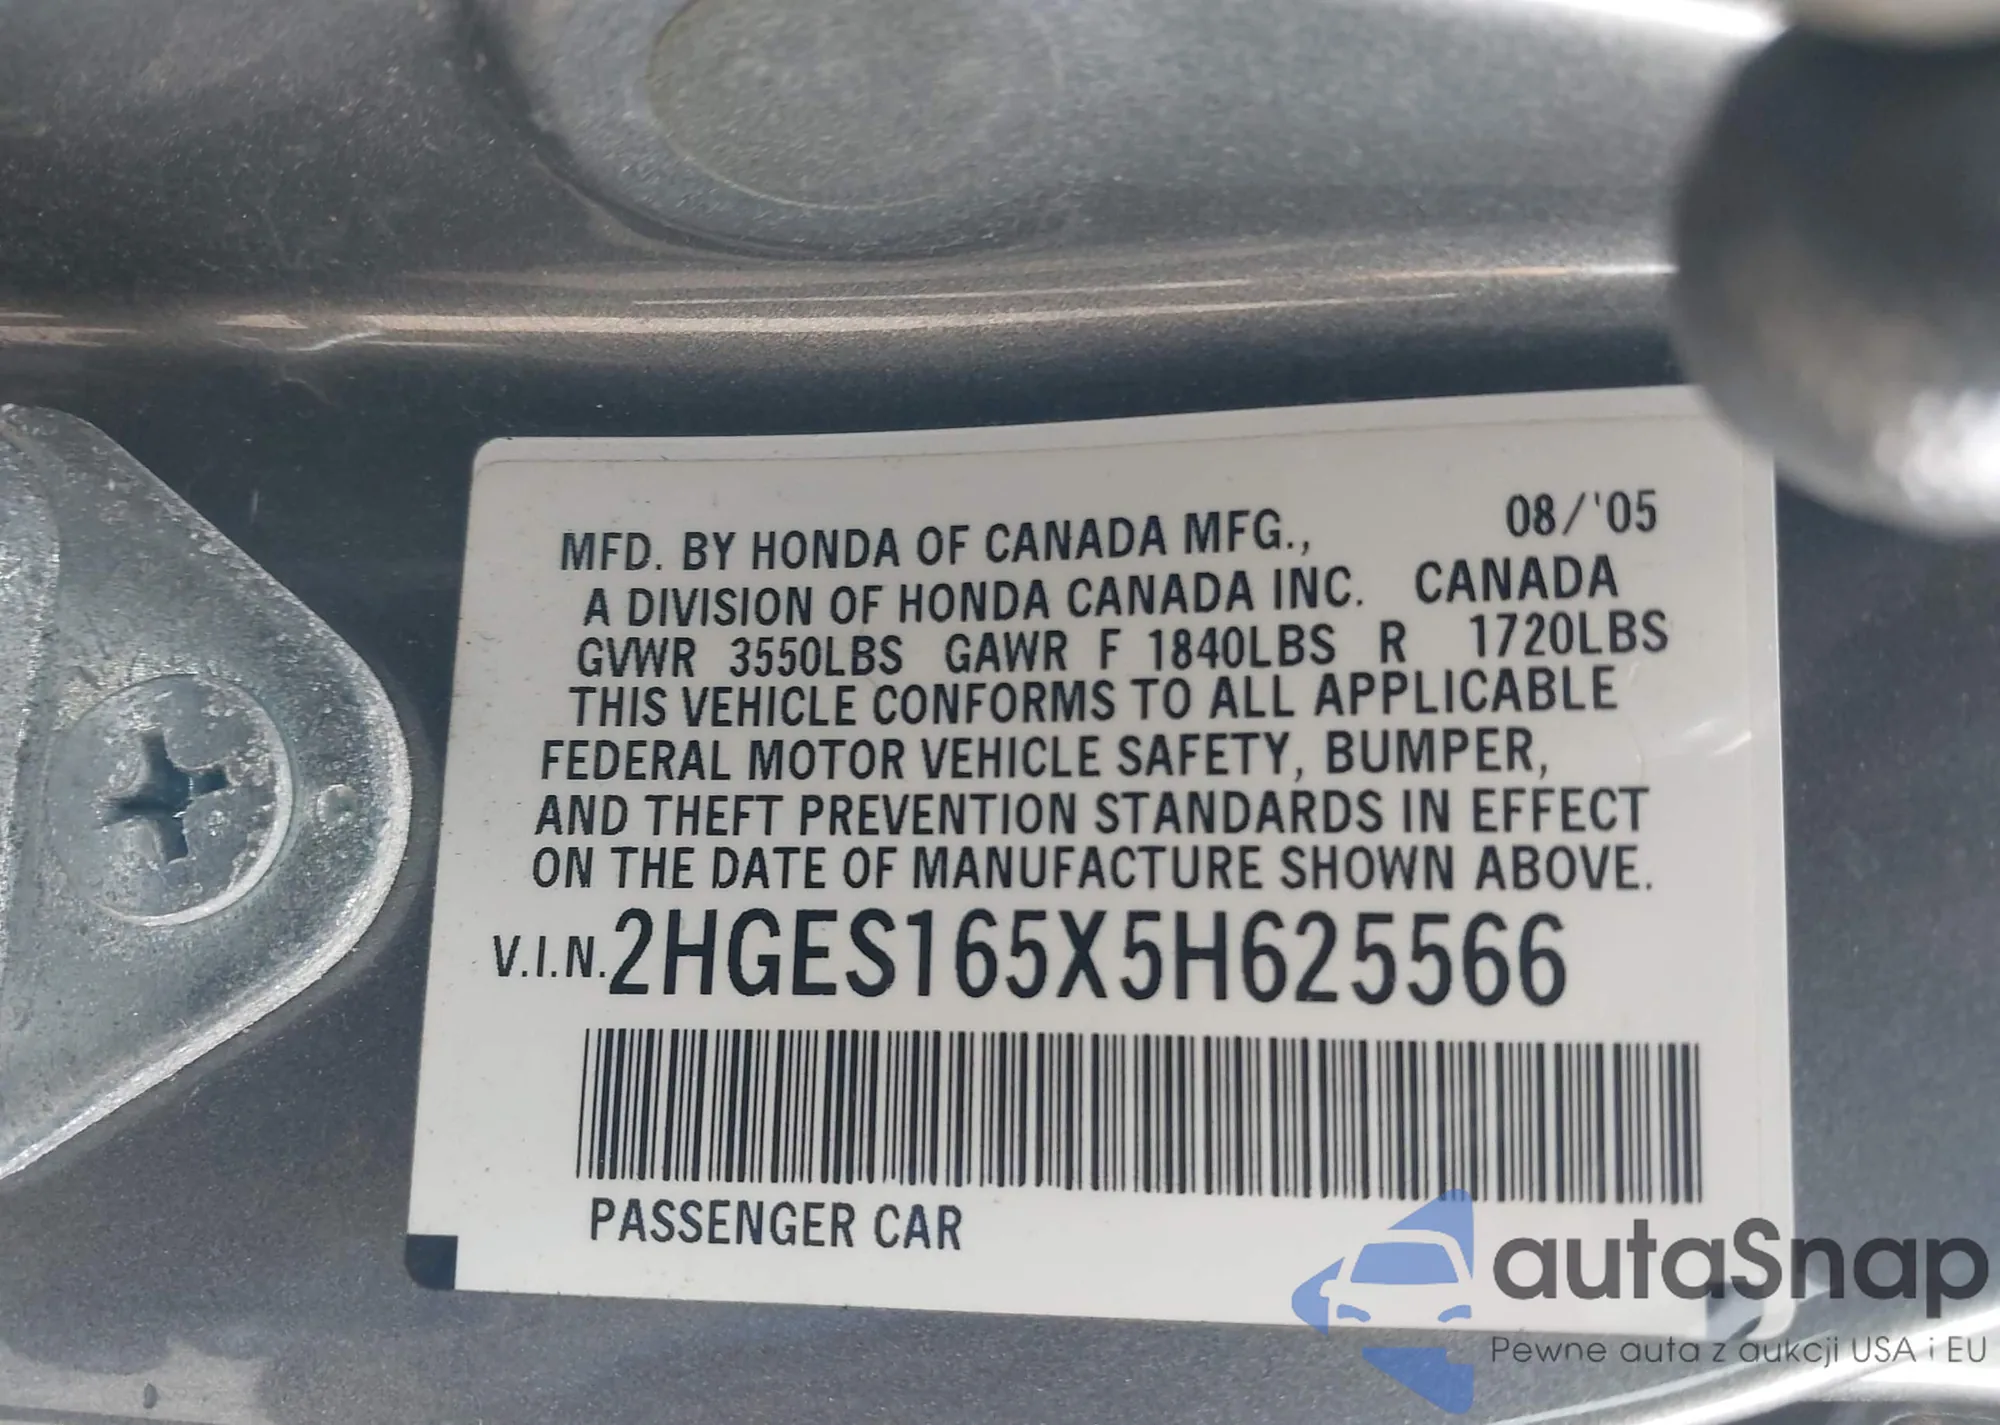 MFD. BY HONDA OF CANADA MFG., 08/'05
A DIVISION OF HONDA CANADA INC. CANADA
GVWR 3550LBS GAWR F 1840LBS R 1720LBS
THIS VEHICLE CONFORMS TO ALL APPLICABLE
FEDERAL MOTOR VEHICLE SAFETY, BUMPER,
AND THEFT PREVENTION STANDARDS IN EFFECT
ON THE DATE OF MANUFACTURE SHOWN ABOVE.
V.I.N. 2HGES165X5H625566
PASSENGER CAR
autaSnap
Pewne auta z aukcji USA i EU